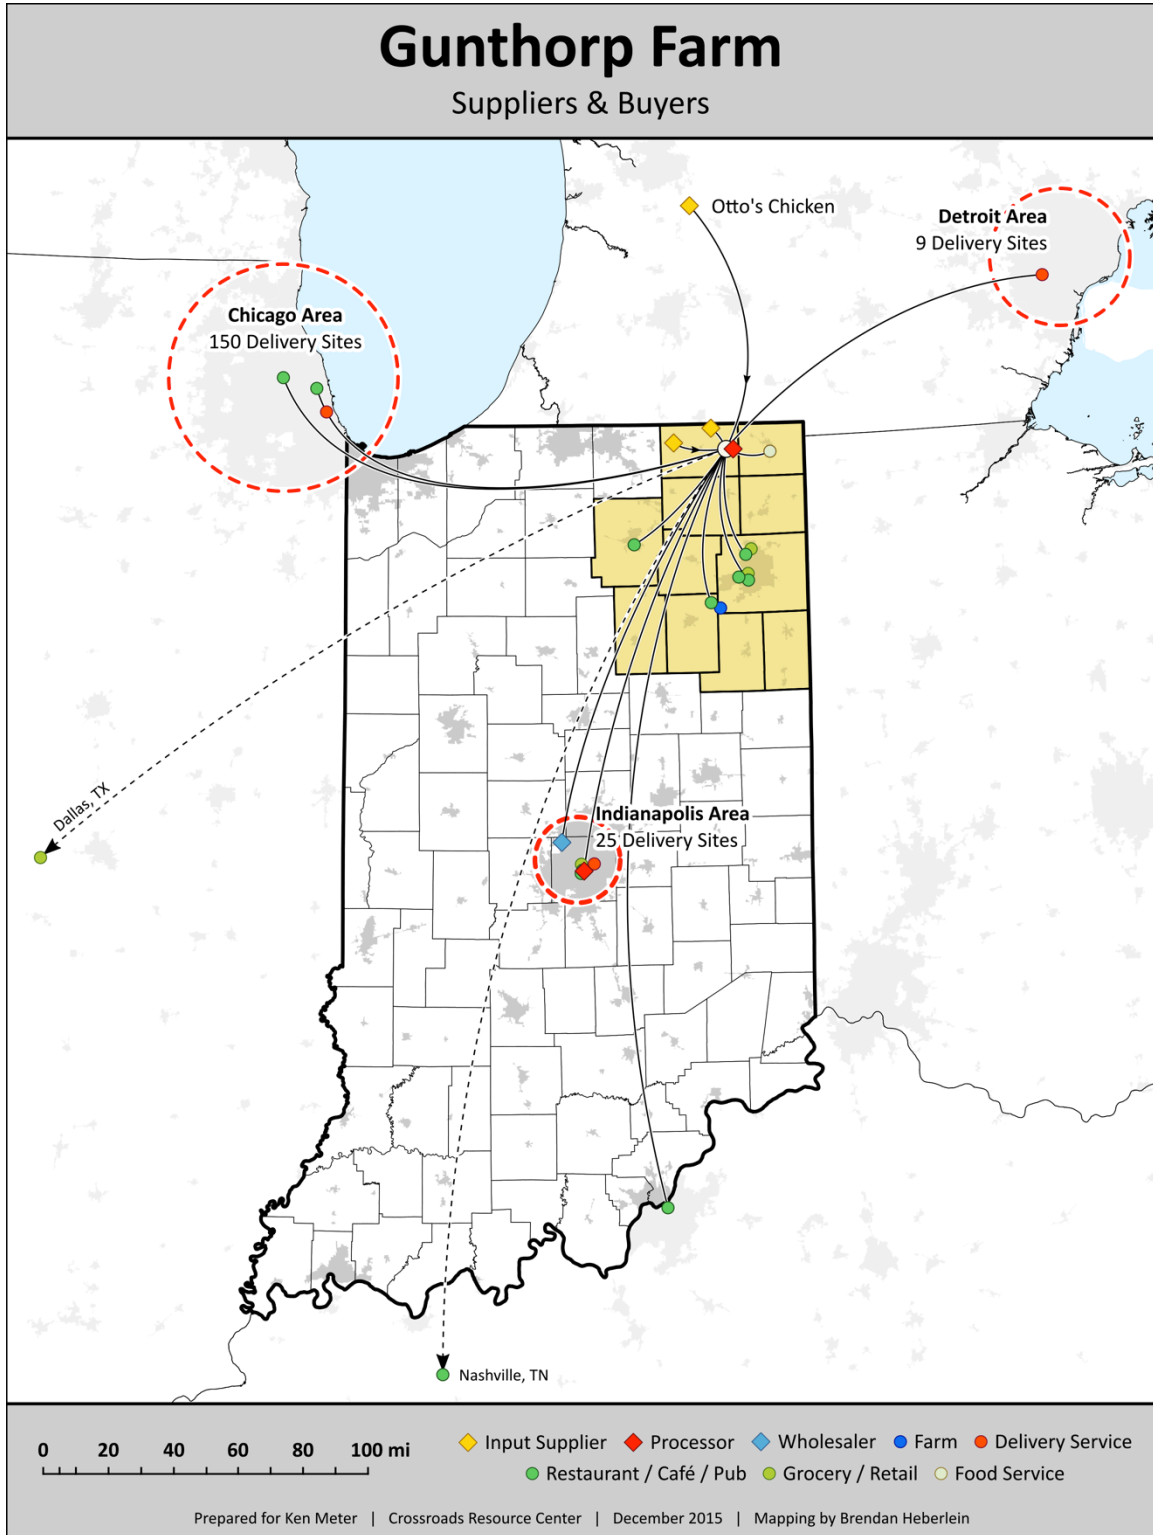 Gunthorp Farm
Suppliers & Buyers
Otto's Chicken
Detroit Area
9 Delivery Sites
Chicago Area
150 Delivery Sites
Dallas, TX
Indianapolis Area
25 Delivery Sites
Nashville, TN
0 20 40 60 80 100 mi
Input Supplier Processor Wholesaler Farm Delivery Service
Restaurant / Café / Pub Grocery / Retail Food Service
Prepared for Ken Meter | Crossroads Resource Center | December 2015 | Mapping by Brendan Heberlein